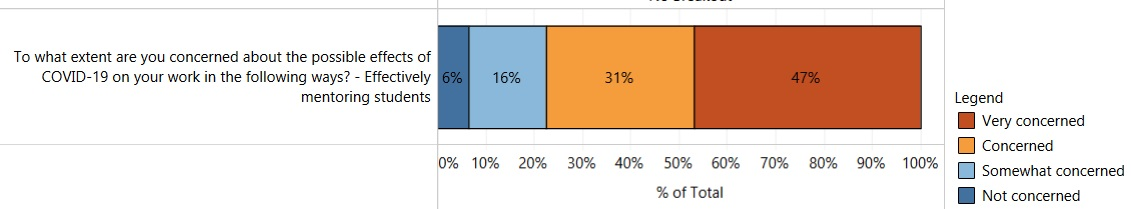 To what extent are you concerned about the possible effects of
COVID-19 on your work in the following ways? - Effectively
mentoring students
6%
16%
31%
47%
0% 10% 20% 30% 40% 50% 60% 70% 80% 90% 100%
% of Total
Legend
Very concerned
Concerned
Somewhat concerned
Not concerned